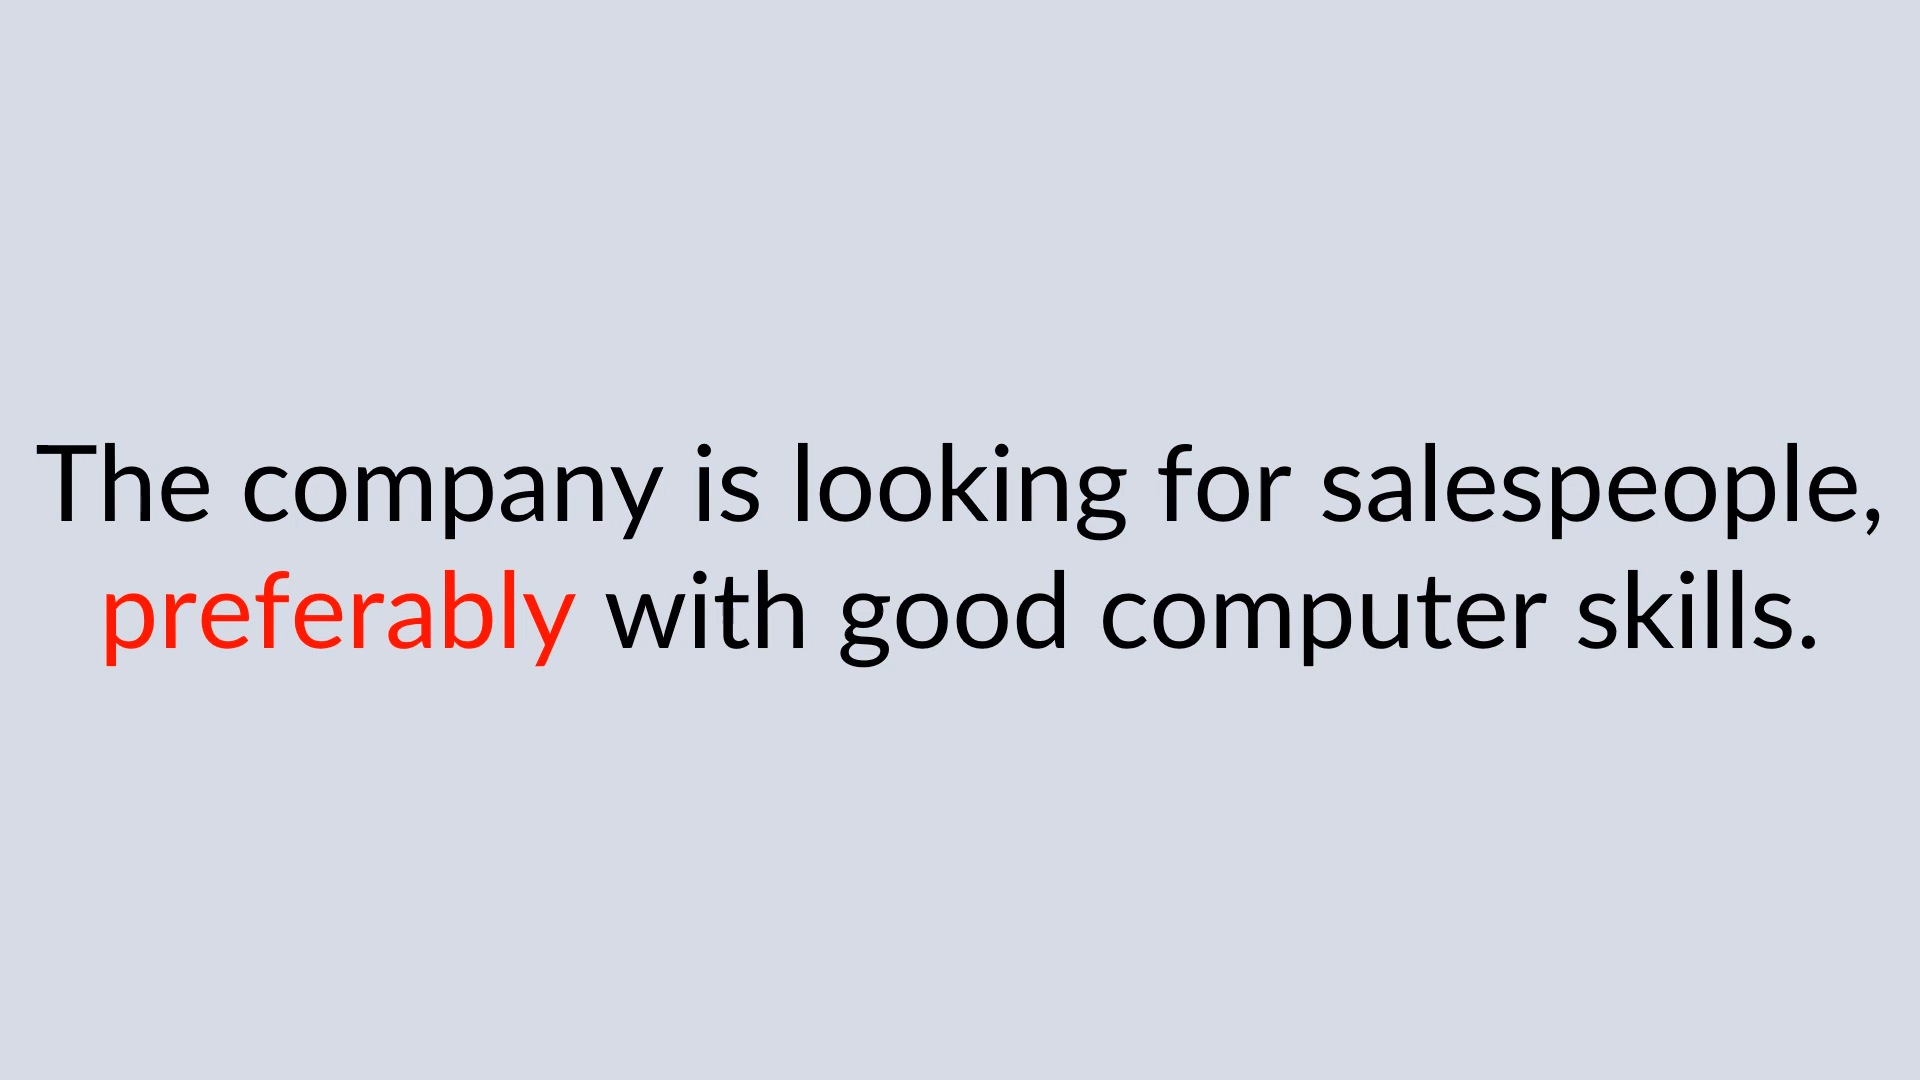 The company is looking for salespeople,
preferably with good computer skills.